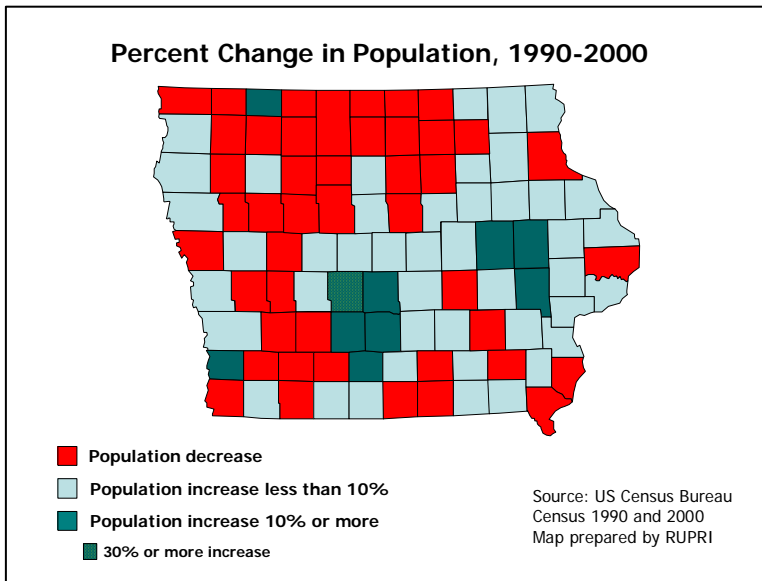 Percent Change in Population, 1990-2000
Population decrease
Population increase less than 10%
Population increase 10% or more
30% or more increase
Source: US Census Bureau
Census 1990 and 2000
Map prepared by RUPRI